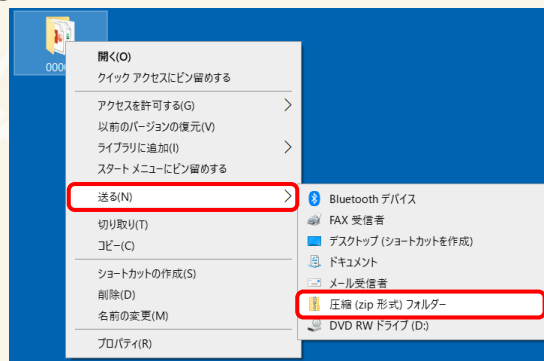 000
開く(O)
クイック アクセスにピン留めする
アクセスを許可する(G)
以前のバージョンの復元(V)
ライブラリに追加(I)
スタート メニューにピン留めする
送る(N)
切り取り(T)
コピー(C)
ショートカットの作成(S)
削除(D)
名前の変更(M)
プロパティ(R)
Bluetooth デバイス
FAX 受信者
デスクトップ (ショートカットを作成)
ドキュメント
メール受信者
圧縮 (zip 形式) フォルダー
DVD RW ドライブ (D:)